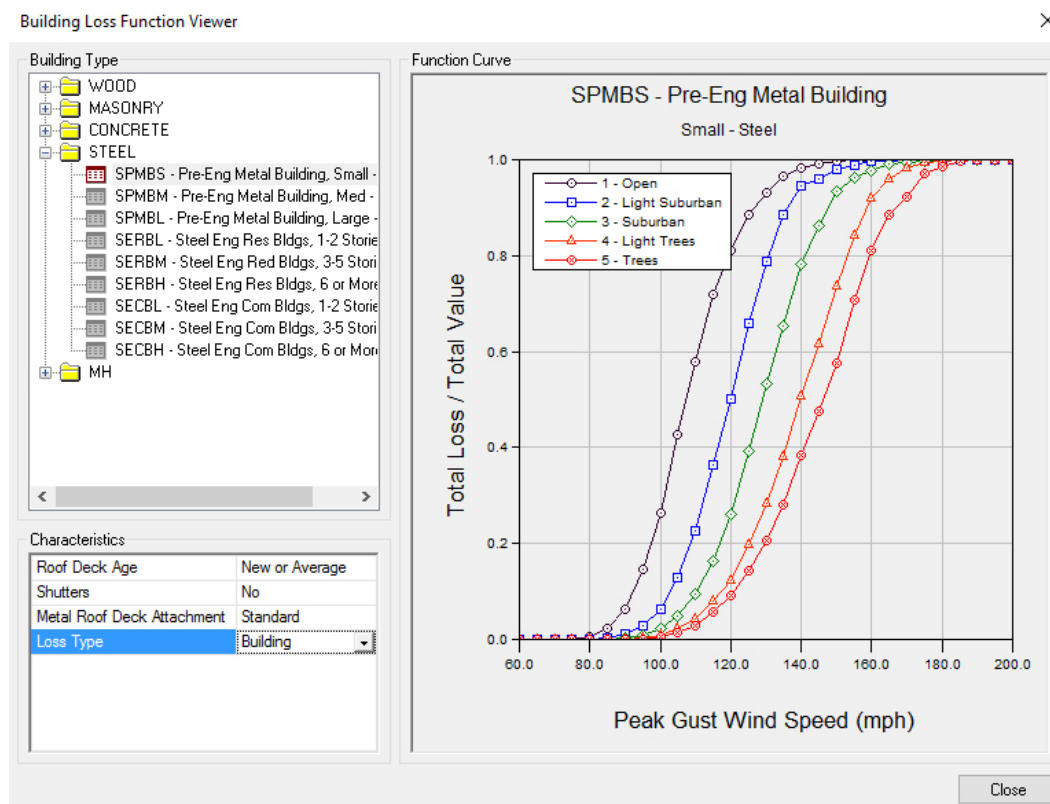 Building Loss Function Viewer
Building Type
WOOD
MASONRY
CONCRETE
STEEL
SPMBS - Pre-Eng Metal Building, Small -
SPMBM - Pre-Eng Metal Building, Med -
SPMBL - Pre-Eng Metal Building, Large -
SERBL - Steel Eng Res Bldgs, 1-2 Storie
SERBM - Steel Eng Red Bldgs, 3-5 Stori
SERBH - Steel Eng Res Bldgs, 6 or More
SECBL - Steel Eng Com Bldgs, 1-2 Storie
SECBM - Steel Eng Com Bldgs, 3-5 Stori
SECBH - Steel Eng Com Bldgs, 6 or More
MH
Characteristics
Roof Deck Age New or Average
Shutters No
Metal Roof Deck Attachment Standard
Loss Type Building
Function Curve
SPMBS - Pre-Eng Metal Building
Small - Steel
1 - Open
2 - Light Suburban
3 - Suburban
4 - Light Trees
5 - Trees
Total Loss / Total Value
1.0
0.8
0.6
0.4
0.2
0.0
60.0 80.0 100.0 120.0 140.0 160.0 180.0 200.0
Peak Gust Wind Speed (mph)
Close